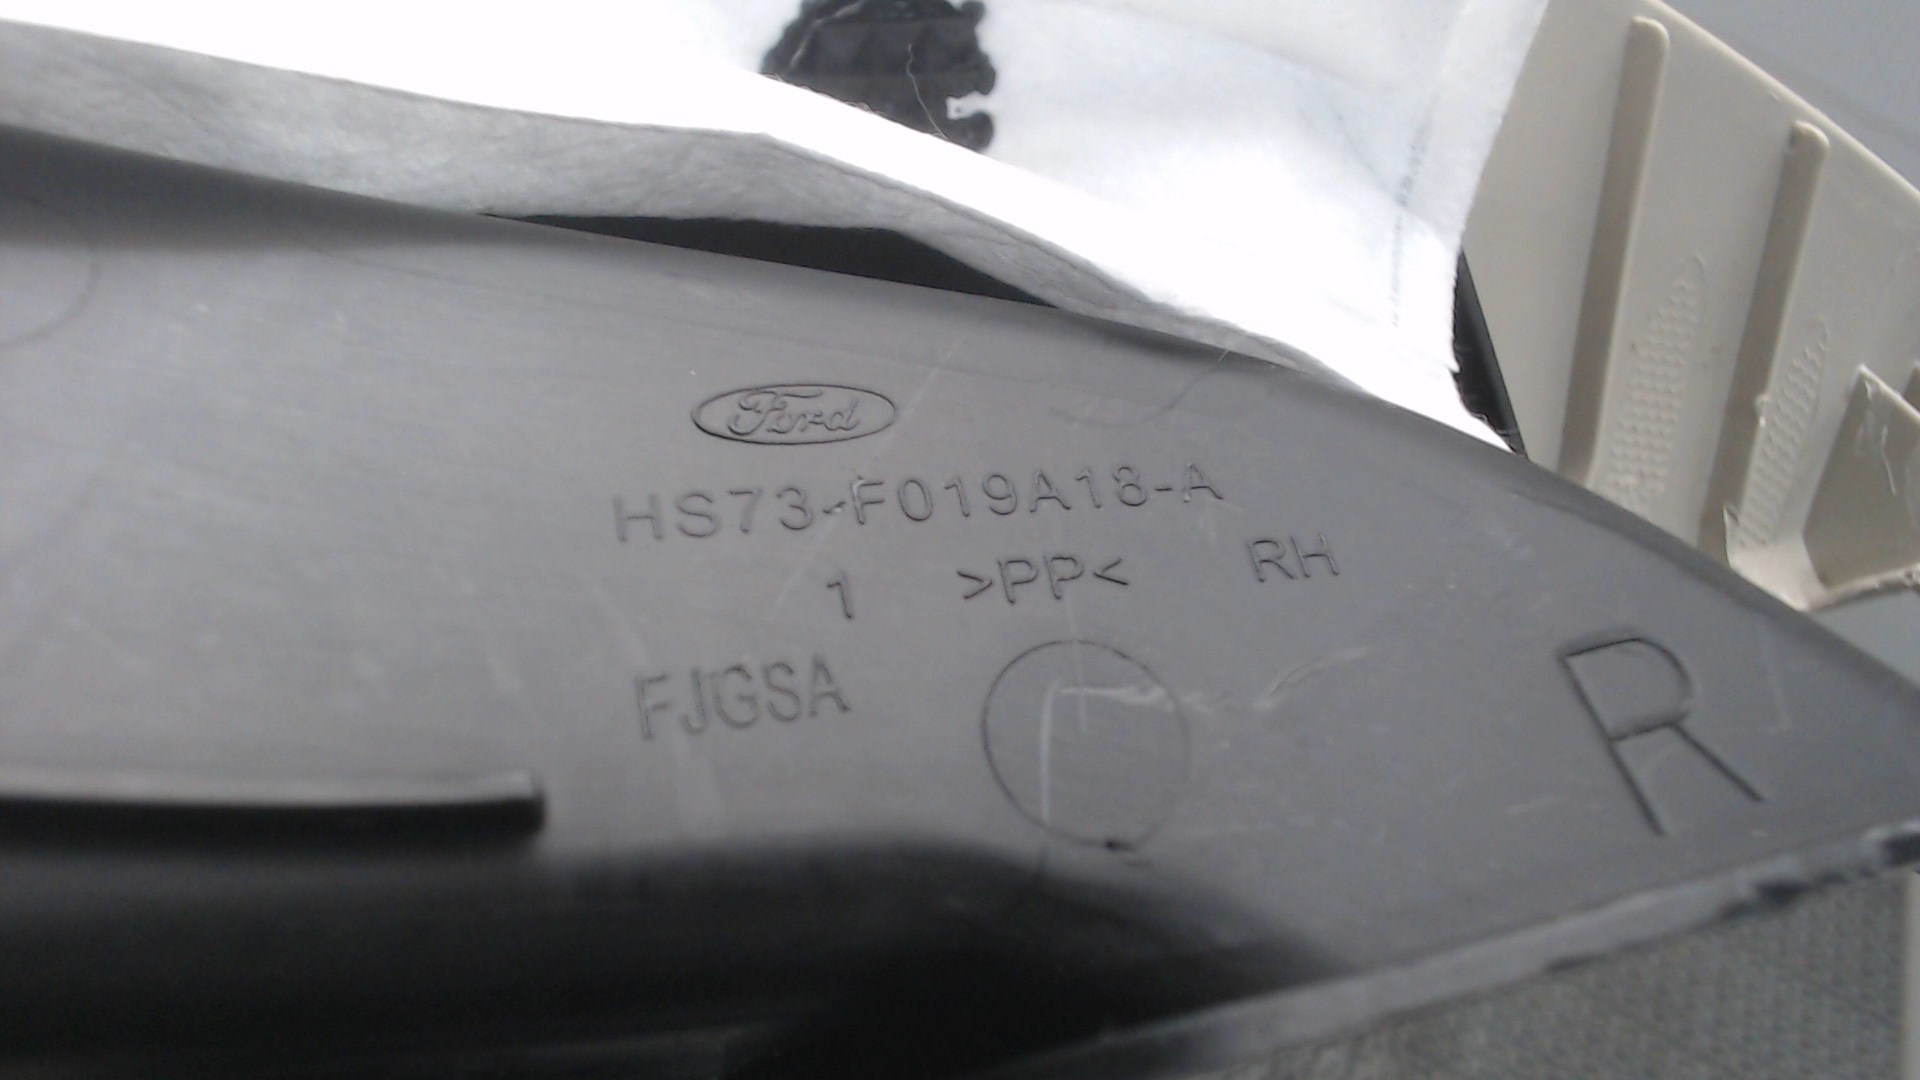 Ford
HS73-F019A18-A
1 >PP< RH
FJGSA
R